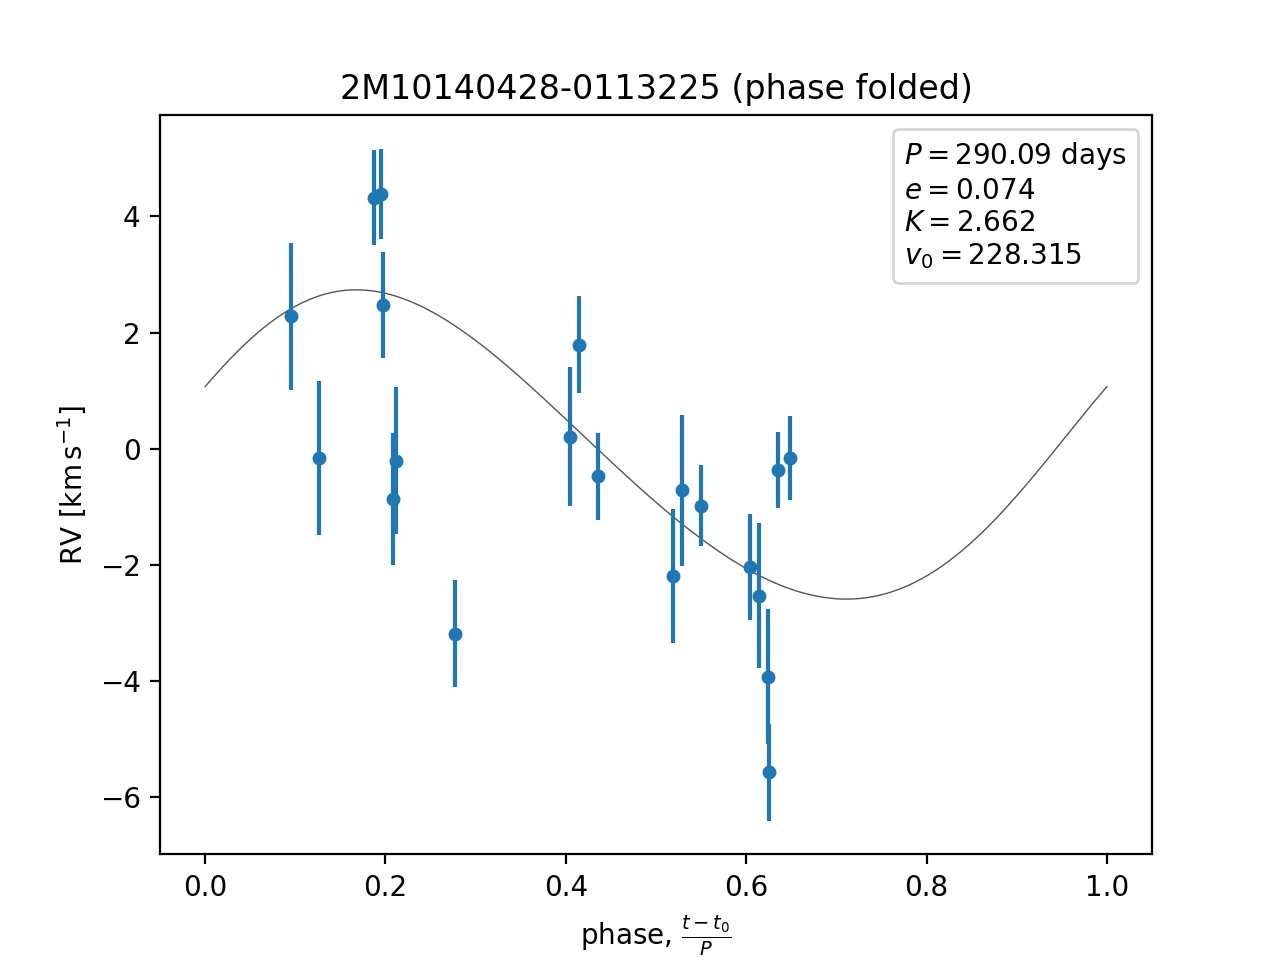 2M10140428-0113225 (phase folded)
P = 290.09 days
e = 0.074
K = 2.662
v₀ = 228.315
RV [km s⁻¹]
4
2
0
−2
−4
−6
0.0 0.2 0.4 0.6 0.8 1.0
phase, (t − t₀)/P